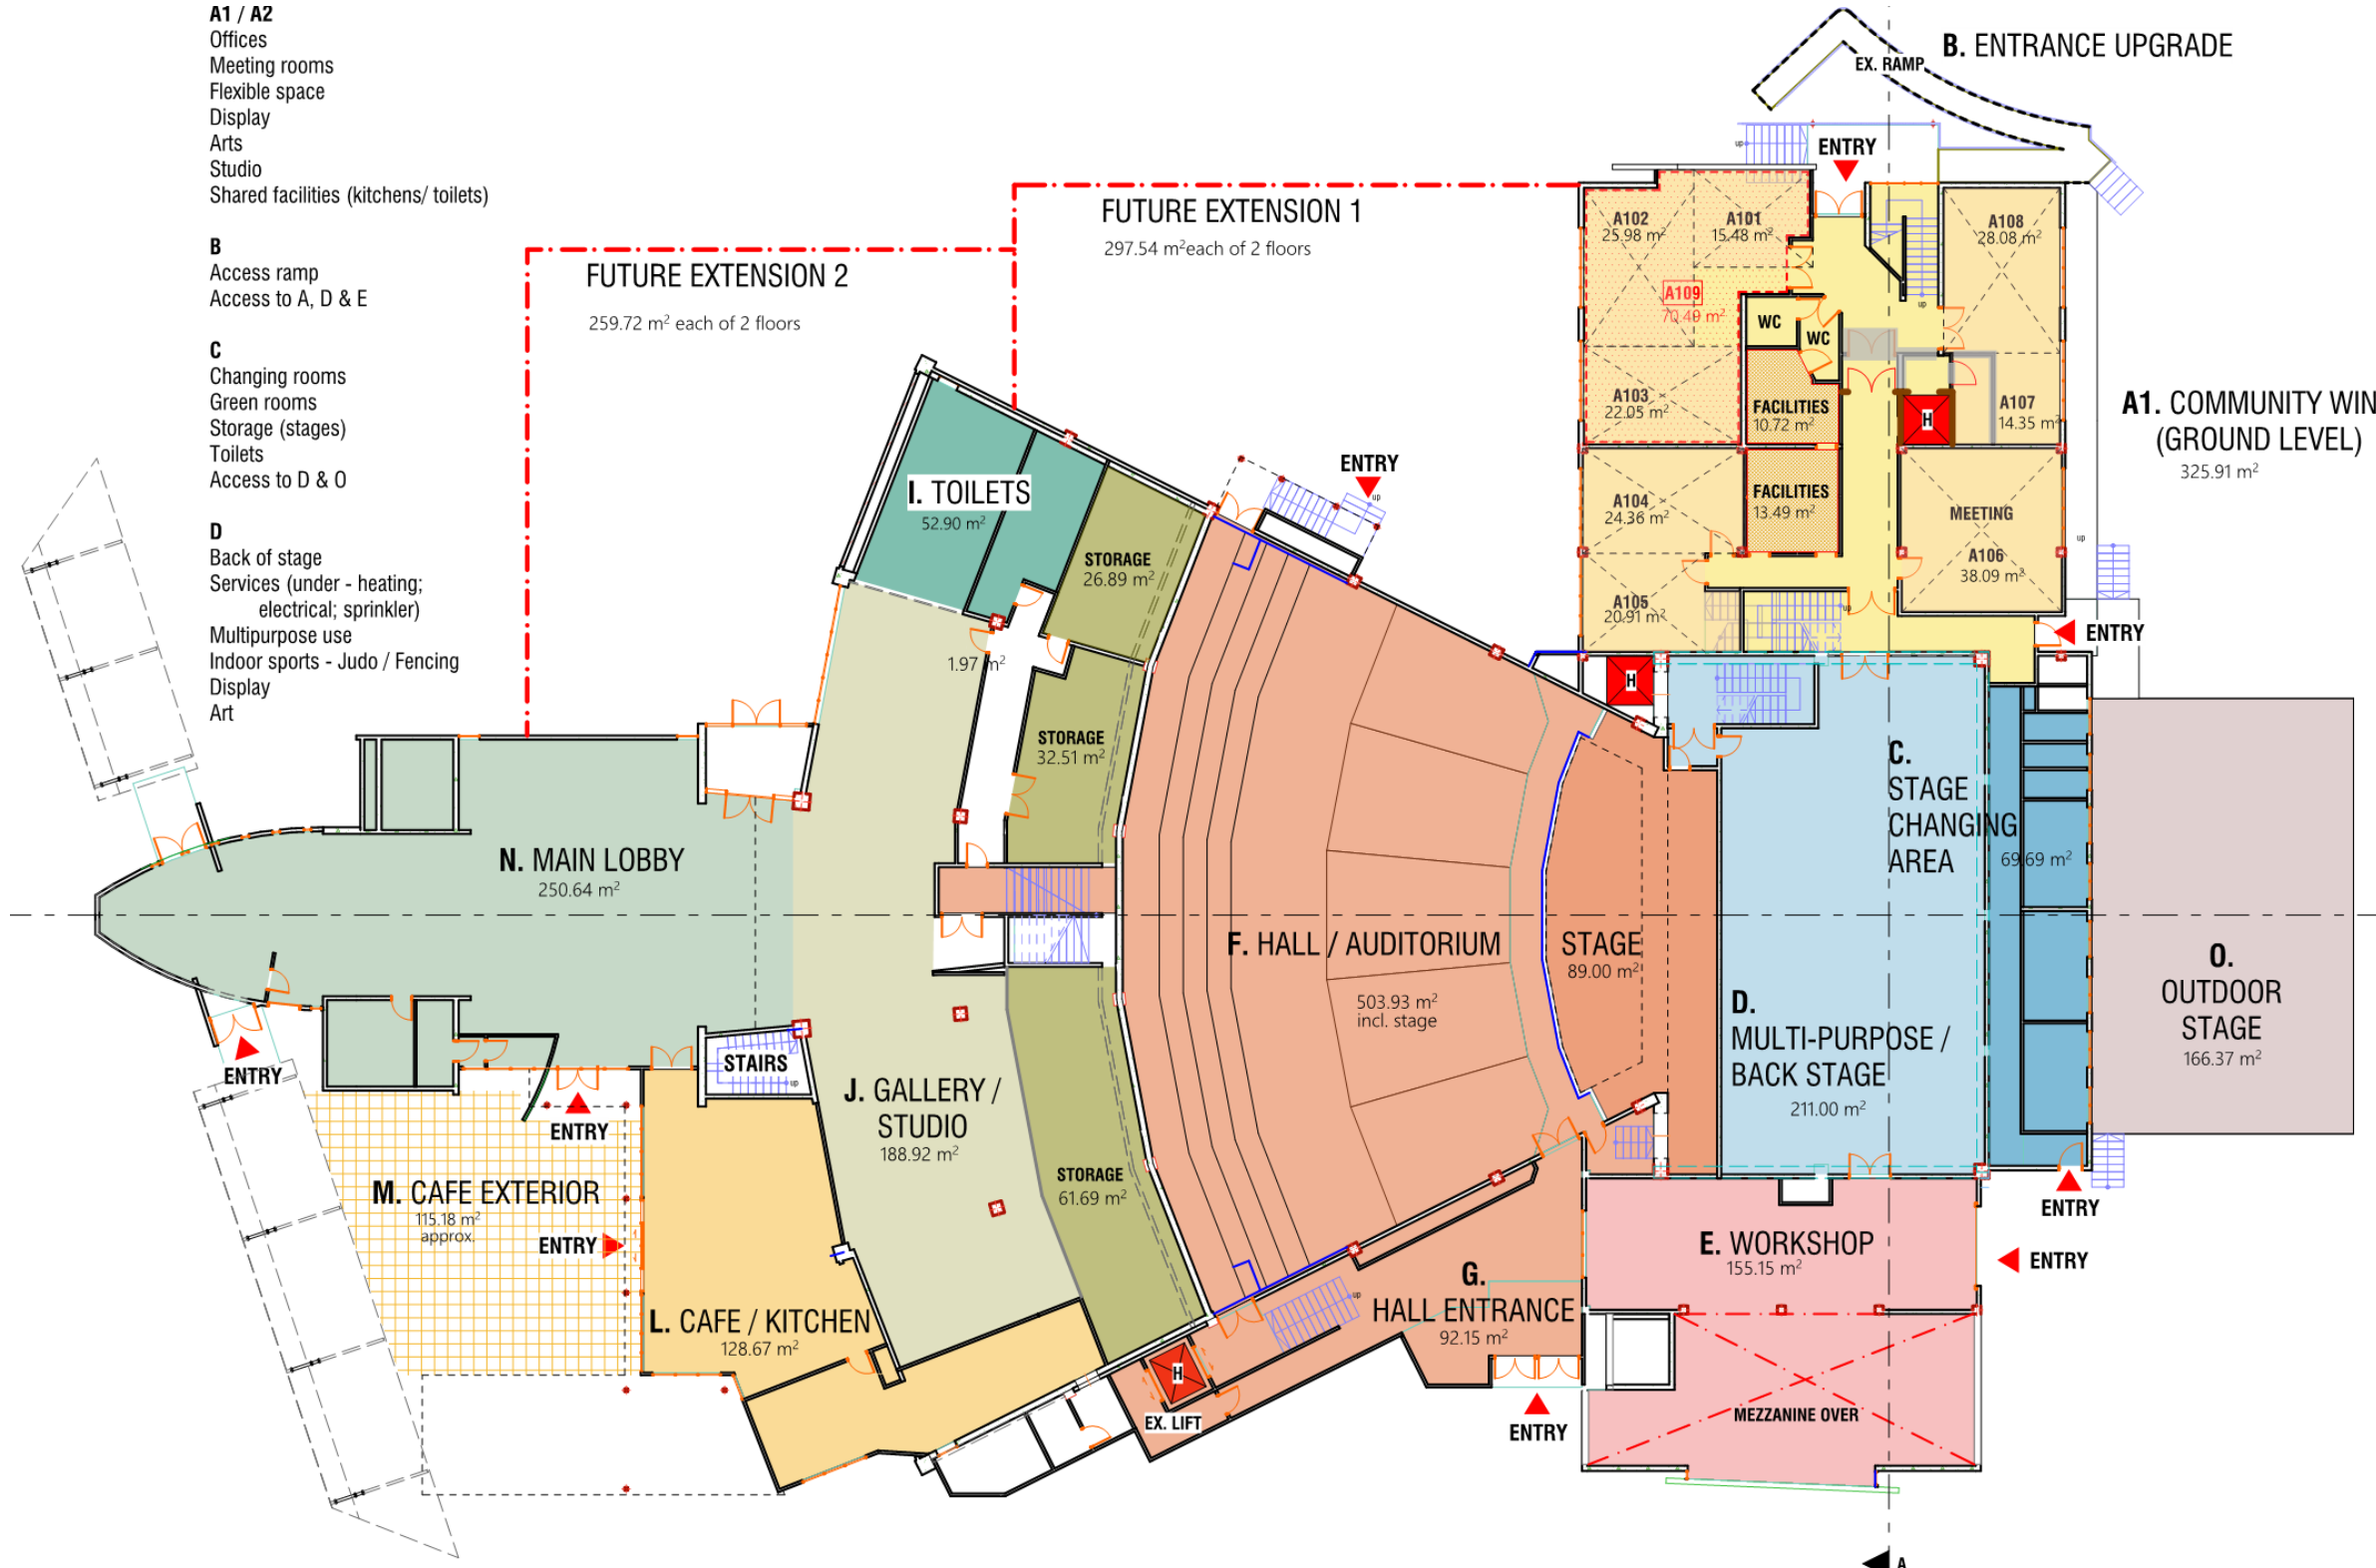 A1 / A2
Offices
Meeting rooms
Flexible space
Display
Arts
Studio
Shared facilities (kitchens/ toilets)
B
Access ramp
Access to A, D & E
C
Changing rooms
Green rooms
Storage (stages)
Toilets
Access to D & O
D
Back of stage
Services (under - heating;
electrical; sprinkler)
Multipurpose use
Indoor sports - Judo / Fencing
Display
Art
B. ENTRANCE UPGRADE
EX. RAMP
up
ENTRY
FUTURE EXTENSION 1
297.54 m² each of 2 floors
FUTURE EXTENSION 2
259.72 m² each of 2 floors
A102
25.98 m²
A101
15.48 m²
A108
28.08 m²
A109
70.49 m²
up
WC
WC
A103
22.05 m²
FACILITIES
10.72 m²
H
A107
14.35 m²
A1. COMMUNITY WIN
(GROUND LEVEL)
325.91 m²
ENTRY
up
I. TOILETS
52.90 m²
STORAGE
26.89 m²
A104
24.36 m²
FACILITIES
13.49 m²
MEETING
A106
38.09 m²
up
A105
20.91 m²
up
ENTRY
1.97 m²
H
STORAGE
32.51 m²
C.
STAGE
CHANGING
AREA
69.69 m²
N. MAIN LOBBY
250.64 m²
F. HALL / AUDITORIUM
503.93 m²
incl. stage
STAGE
89.00 m²
D.
MULTI-PURPOSE /
BACK STAGE
211.00 m²
O.
OUTDOOR
STAGE
166.37 m²
ENTRY
STAIRS
up
ENTRY
J. GALLERY /
STUDIO
188.92 m²
STORAGE
61.69 m²
M. CAFE EXTERIOR
115.18 m²
approx.
ENTRY
ENTRY
E. WORKSHOP
155.15 m²
ENTRY
G.
HALL ENTRANCE
92.15 m²
up
L. CAFE / KITCHEN
128.67 m²
H
EX. LIFT
ENTRY
MEZZANINE OVER
A